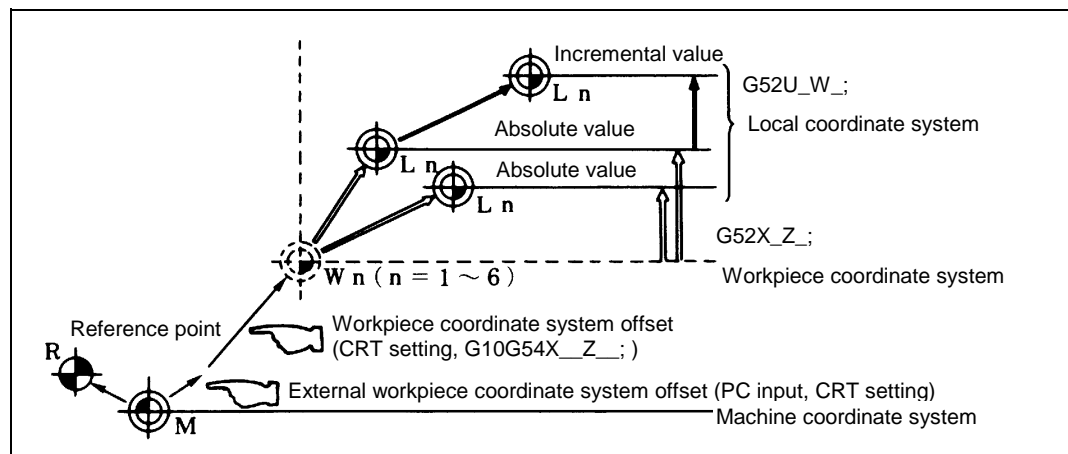 Incremental value
G52U_W_;
L n
Local coordinate system
Absolute value
L n
Absolute value
L n
G52X_Z_;
W n ( n = 1 ~ 6 )
Workpiece coordinate system
Reference point
Workpiece coordinate system offset
(CRT setting, G10G54X__Z__; )
R
External workpiece coordinate system offset (PC input, CRT setting)
M
Machine coordinate system